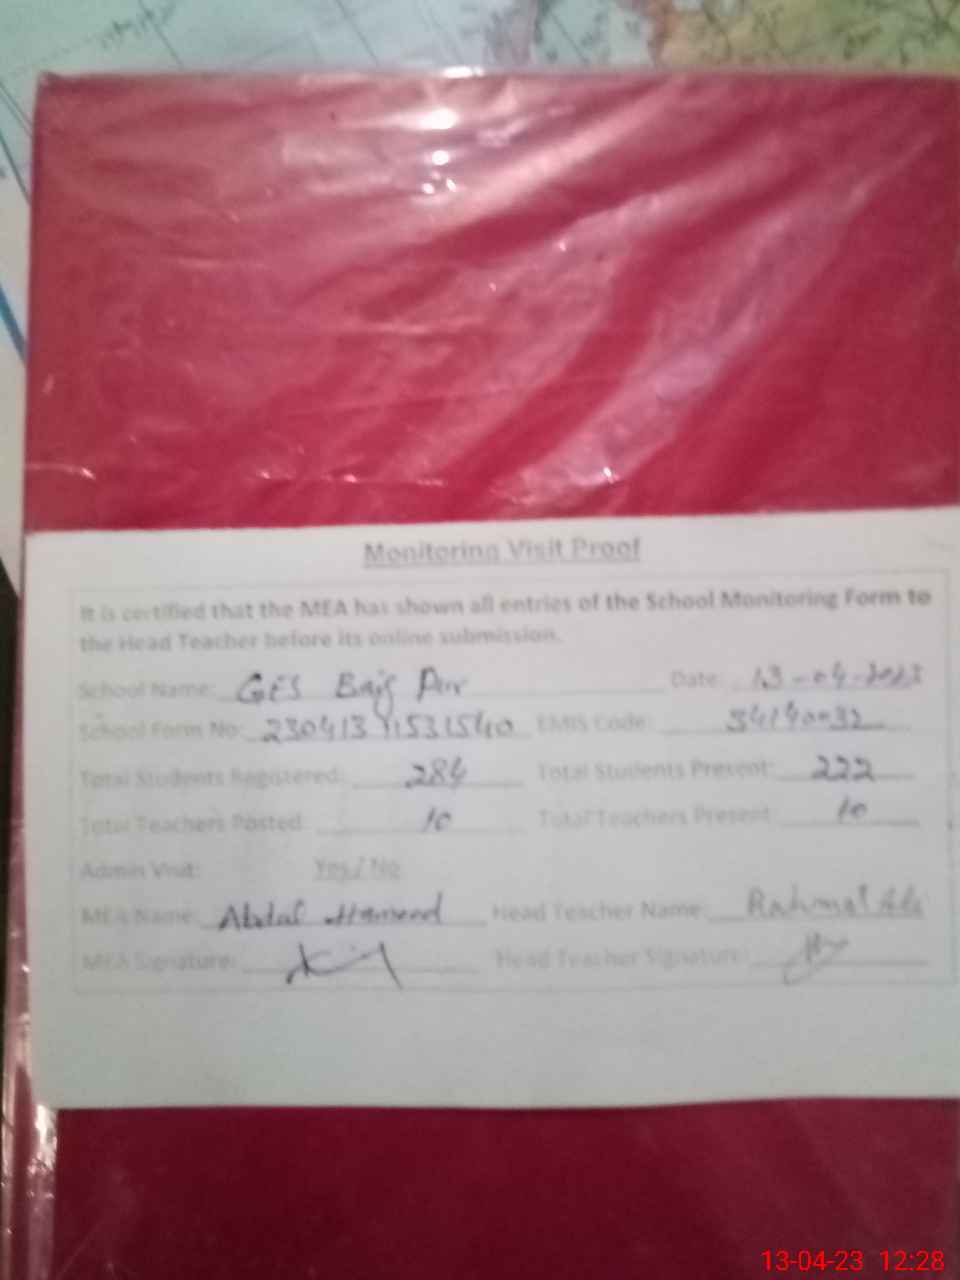 Monitoring Visit Proof
It is certified that the MEA has shown all entries of the School Monitoring Form to
the Head Teacher before its online submission.
School Name: GES Pur Date: 13-04-2023
School Form No: 230413 EMIS Code:
Total Students Registered: 284 Total Students Present: 222
Total Teachers Posted: 10 Total Teachers Present: 10
Admin Visit: Yes / No
MEA Name: Abdul Hameed Head Teacher Name: Rahmat Ali
MEA Signature: Head Teacher Signature:
13-04-23 12:28